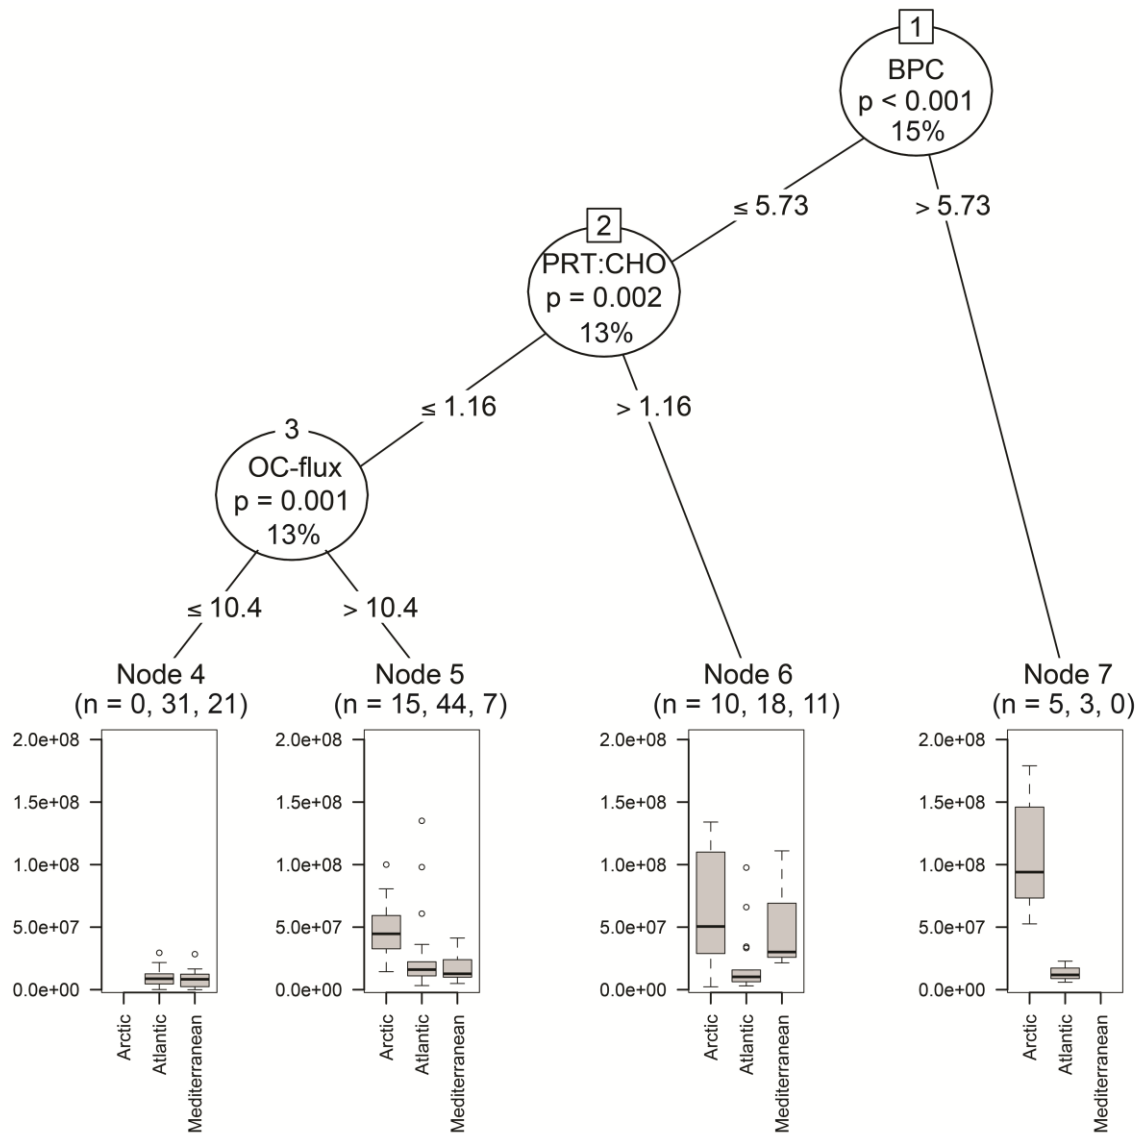 1
BPC
p < 0.001
15%
≤ 5.73
> 5.73
2
PRT:CHO
p = 0.002
13%
≤ 1.16
> 1.16
3
OC-flux
p = 0.001
13%
≤ 10.4
> 10.4
Node 4
(n = 0, 31, 21)
2.0e+08
1.5e+08
1.0e+08
5.0e+07
0.0e+00
Arctic
Atlantic
Mediterranean
Node 5
(n = 15, 44, 7)
2.0e+08
1.5e+08
1.0e+08
5.0e+07
0.0e+00
Arctic
Atlantic
Mediterranean
Node 6
(n = 10, 18, 11)
2.0e+08
1.5e+08
1.0e+08
5.0e+07
0.0e+00
Arctic
Atlantic
Mediterranean
Node 7
(n = 5, 3, 0)
2.0e+08
1.5e+08
1.0e+08
5.0e+07
0.0e+00
Arctic
Atlantic
Mediterranean